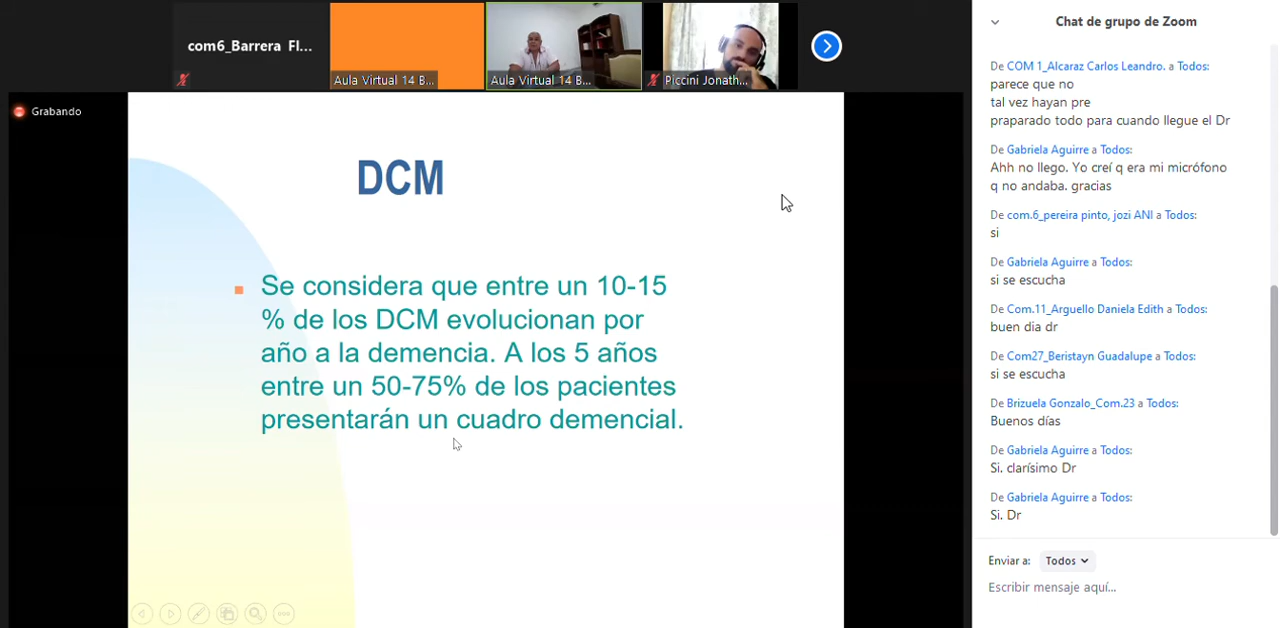 com6_Barrera Fl...
Aula Virtual 14 B...
Aula Virtual 14 B...
Piccini Jonath...
Grabando
DCM
Se considera que entre un 10-15
% de los DCM evolucionan por
año a la demencia. A los 5 años
entre un 50-75% de los pacientes
presentarán un cuadro demencial.
Chat de grupo de Zoom
De COM 1_Alcaraz Carlos Leandro. a Todos:
parece que no
tal vez hayan pre
praparado todo para cuando llegue el Dr
De Gabriela Aguirre a Todos:
Ahh no llego. Yo creí q era mi micrófono
q no andaba. gracias
De com.6_pereira pinto, jozi ANI a Todos:
si
De Gabriela Aguirre a Todos:
si se escucha
De Com.11_Arguello Daniela Edith a Todos:
buen dia dr
De Com27_Beristayn Guadalupe a Todos:
si se escucha
De Brizuela Gonzalo_Com.23 a Todos:
Buenos días
De Gabriela Aguirre a Todos:
Si. clarísimo Dr
De Gabriela Aguirre a Todos:
Si. Dr
Enviar a: Todos
Escribir mensaje aquí...